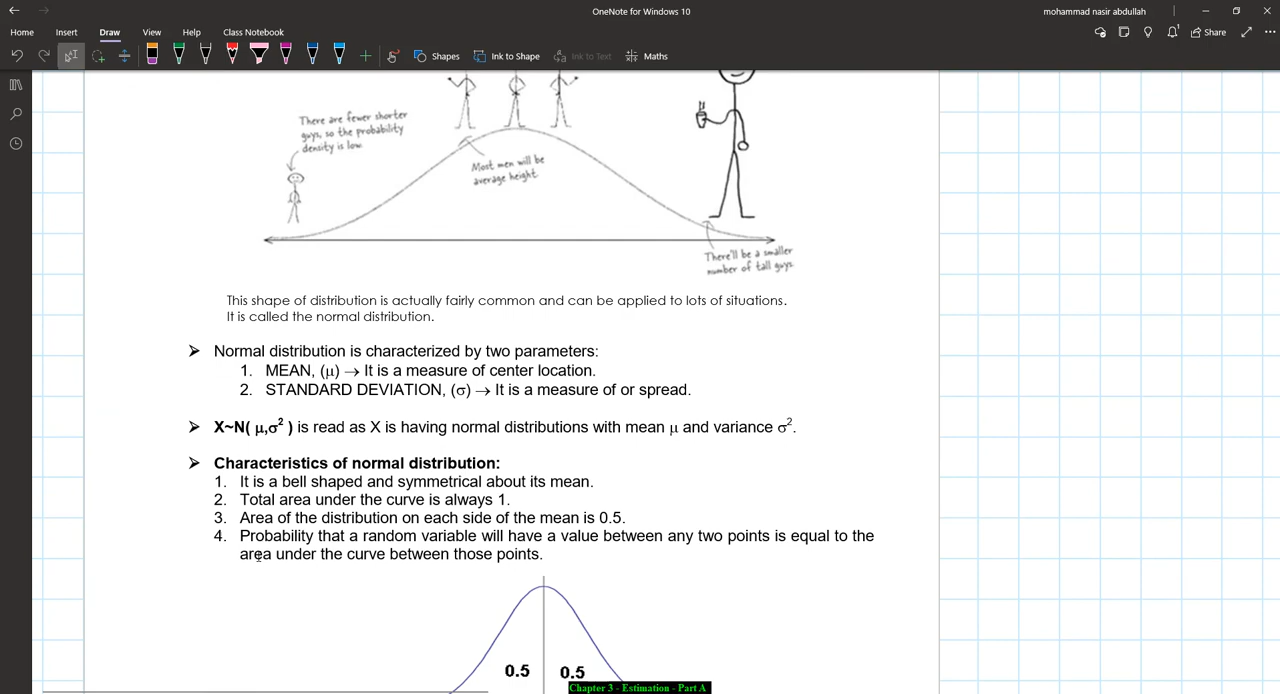 OneNote for Windows 10
mohammad nasir abdullah
Home Insert Draw View Help Class Notebook
Share
Shapes Ink to Shape Ink to Text Maths
There are fewer shorter
guys, so the probability
density is low.
Most men will be
average height.
There'll be a smaller
number of tall guys.
This shape of distribution is actually fairly common and can be applied to lots of situations.
It is called the normal distribution.
➢ Normal distribution is characterized by two parameters:
1. MEAN, (μ) → It is a measure of center location.
2. STANDARD DEVIATION, (σ) → It is a measure of or spread.
➢ X~N( μ,σ² ) is read as X is having normal distributions with mean μ and variance σ².
➢ Characteristics of normal distribution:
1. It is a bell shaped and symmetrical about its mean.
2. Total area under the curve is always 1.
3. Area of the distribution on each side of the mean is 0.5.
4. Probability that a random variable will have a value between any two points is equal to the
area under the curve between those points.
0.5 0.5
Chapter 3 - Estimation - Part A